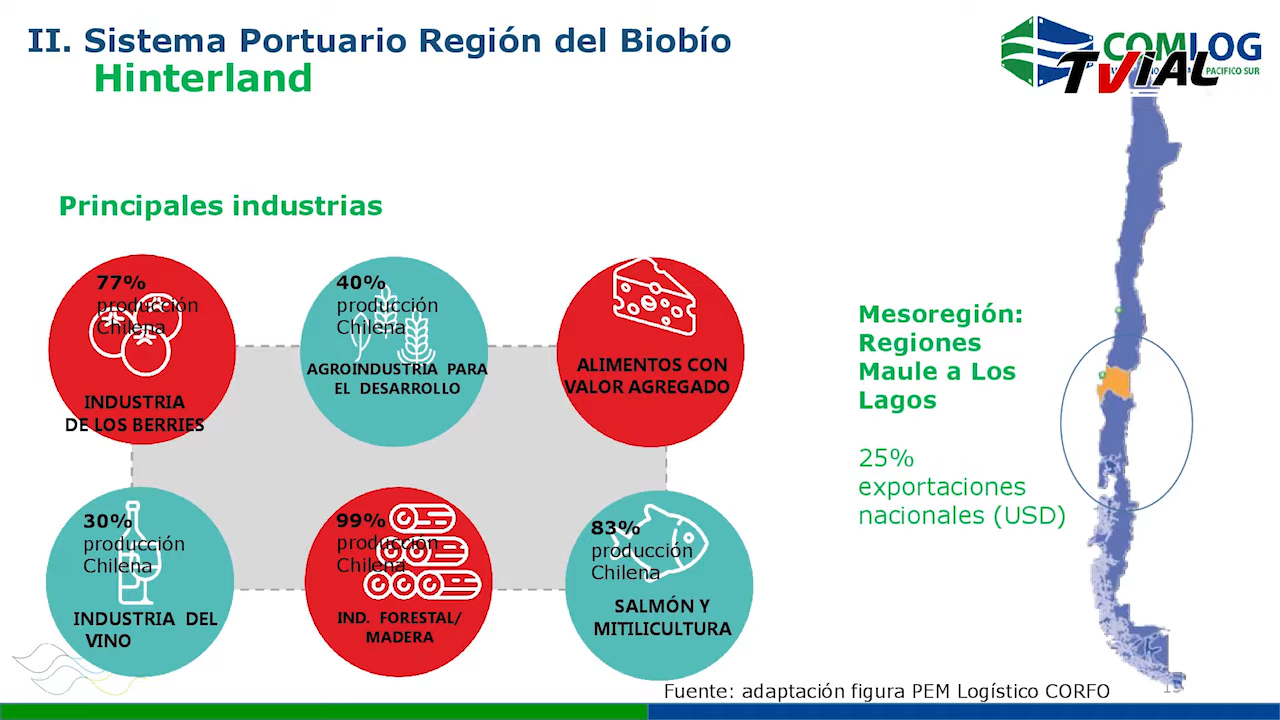 II. Sistema Portuario Región del Biobío
Hinterland
COMLOG
TVIAL
PACIFICO SUR
Principales industrias
77%
producción
Chilena
INDUSTRIA
DE LOS BERRIES
40%
producción
Chilena
AGROINDUSTRIA PARA
EL DESARROLLO
ALIMENTOS CON
VALOR AGREGADO
30%
producción
Chilena
INDUSTRIA DEL
VINO
99%
producción
Chilena
IND. FORESTAL/
MADERA
83%
producción
Chilena
SALMÓN Y
MITILICULTURA
Mesoregión:
Regiones
Maule a Los
Lagos
25%
exportaciones
nacionales (USD)
Fuente: adaptación figura PEM Logístico CORFO